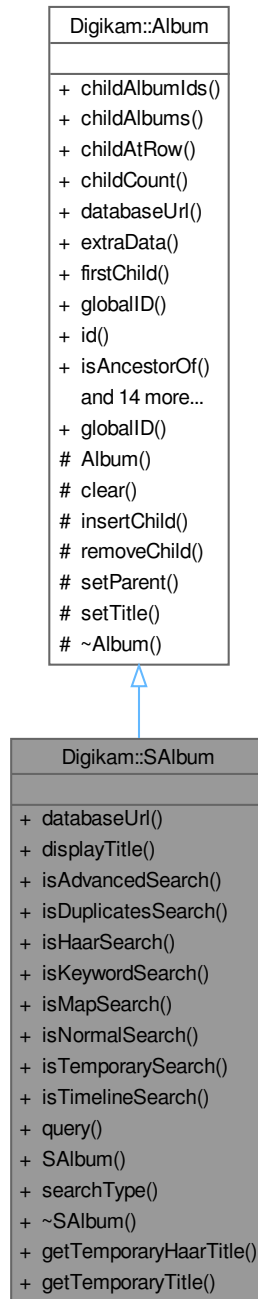 Digikam::Album
+ childAlbumIds()
+ childAlbums()
+ childAtRow()
+ childCount()
+ databaseUrl()
+ extraData()
+ firstChild()
+ globalID()
+ id()
+ isAncestorOf()
and 14 more...
+ globalID()
# Album()
# clear()
# insertChild()
# removeChild()
# setParent()
# setTitle()
# ~Album()
Digikam::SAlbum
+ databaseUrl()
+ displayTitle()
+ isAdvancedSearch()
+ isDuplicatesSearch()
+ isHaarSearch()
+ isKeywordSearch()
+ isMapSearch()
+ isNormalSearch()
+ isTemporarySearch()
+ isTimelineSearch()
+ query()
+ SAlbum()
+ searchType()
+ ~SAlbum()
+ getTemporaryHaarTitle()
+ getTemporaryTitle()